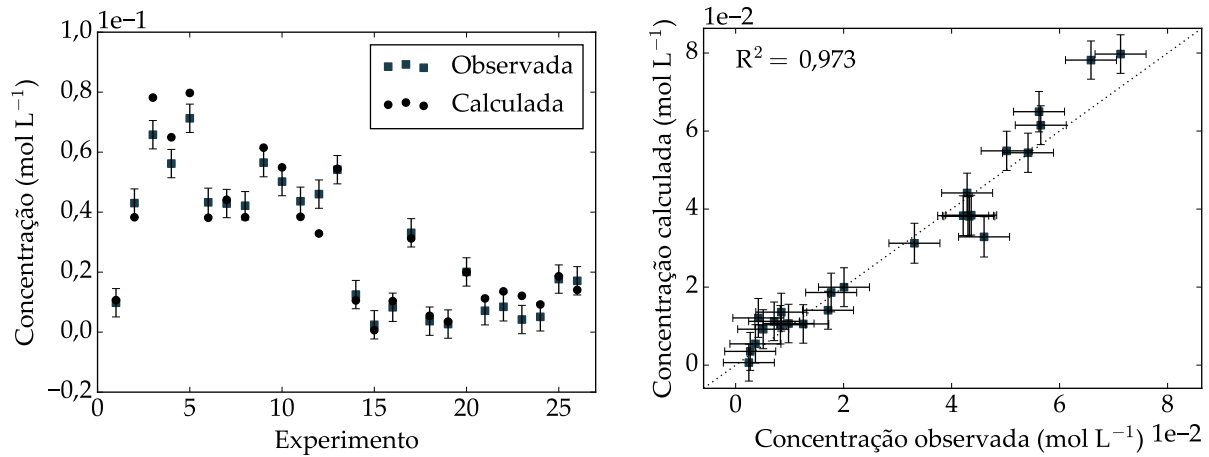 1e−1
1,0
0,8
0,6
0,4
0,2
0,0
−0,2
0
5
10
15
20
25
Concentração (mol L−1)
Experimento
Observada
Calculada
1e−2
8
6
4
2
0
0
2
4
6
8
1e−2
Concentração calculada (mol L−1)
Concentração observada (mol L−1)
R2 = 0,973